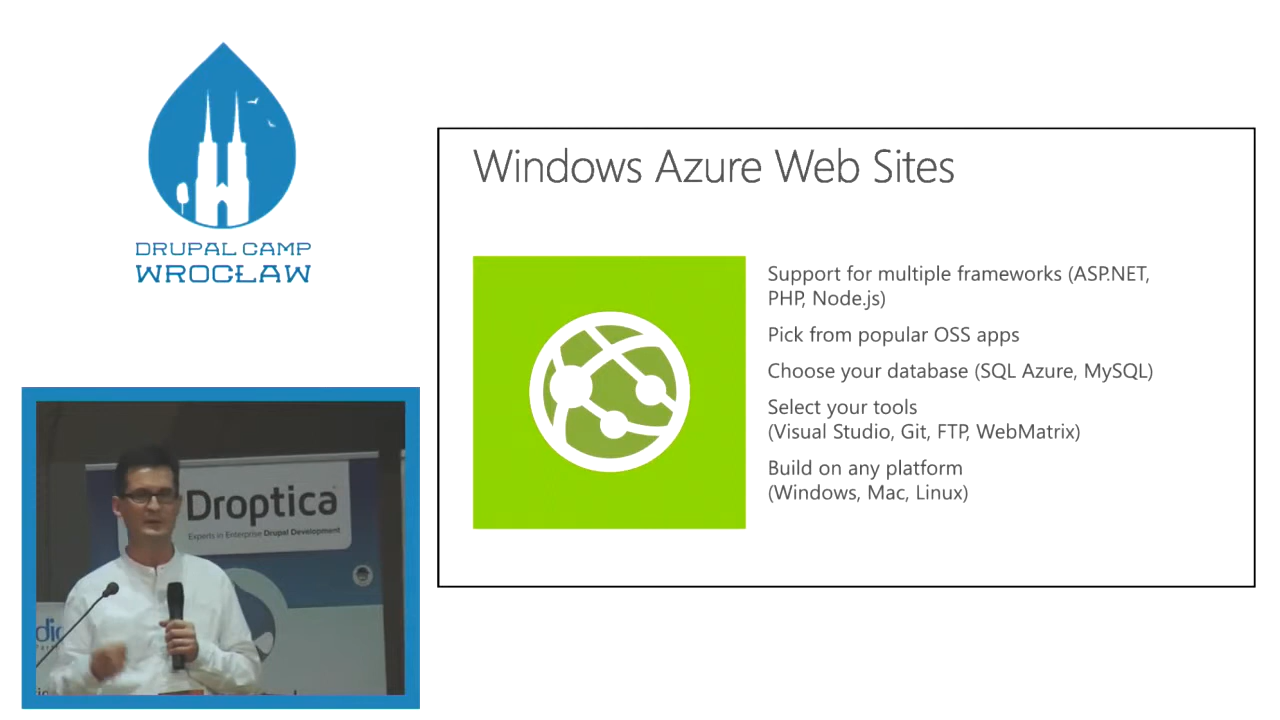 DRUPAL CAMP
WROCŁAW
Windows Azure Web Sites
Support for multiple frameworks (ASP.NET,
PHP, Node.js)
Pick from popular OSS apps
Choose your database (SQL Azure, MySQL)
Select your tools
(Visual Studio, Git, FTP, WebMatrix)
Build on any platform
(Windows, Mac, Linux)
Droptica
Experts in Enterprise Drupal Development